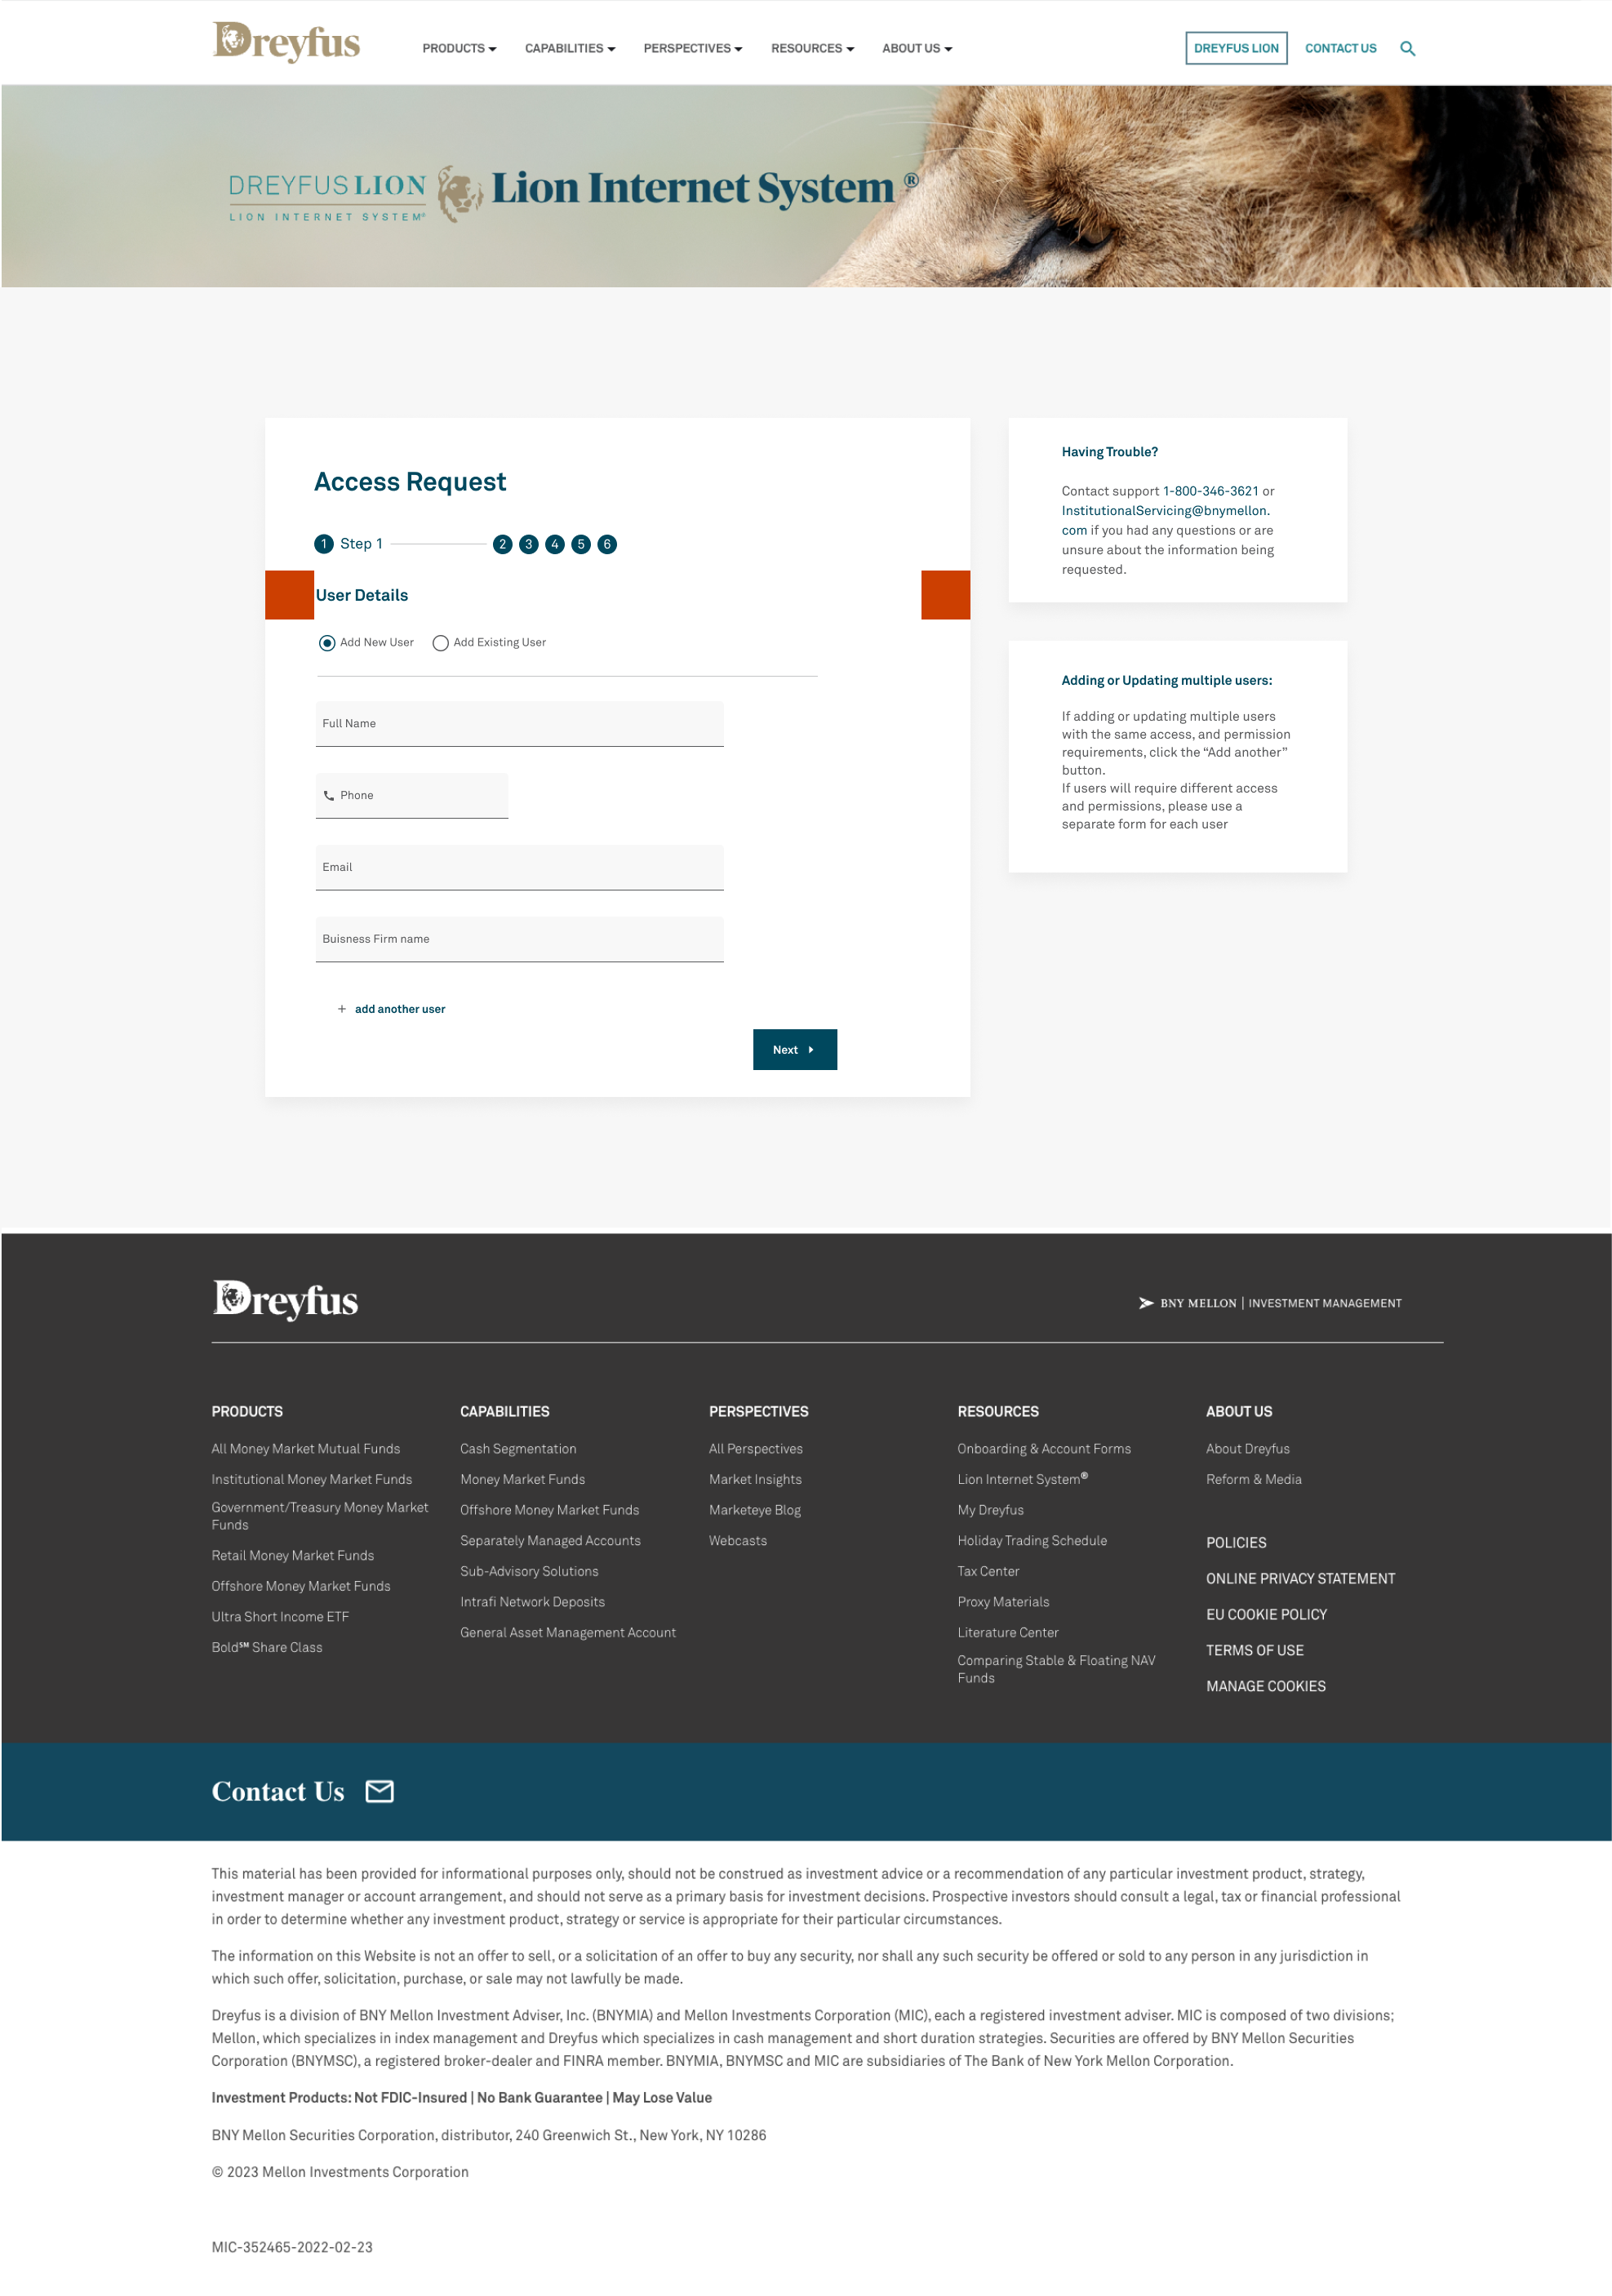 Dreyfus
PRODUCTS
CAPABILITIES
PERSPECTIVES
RESOURCES
ABOUT US
DREYFUS LION
CONTACT US
DREYFUS LION
LION INTERNET SYSTEM®
Lion Internet System ®
Access Request
1 Step 1 2 3 4 5 6
User Details
Add New User
Add Existing User
Full Name
Phone
Email
Buisness Firm name
+ add another user
Next
Having Trouble?
Contact support 1-800-346-3621 or
InstitutionalServicing@bnymellon.
com if you had any questions or are
unsure about the information being
requested.
Adding or Updating multiple users:
If adding or updating multiple users
with the same access, and permission
requirements, click the “Add another”
button.
If users will require different access
and permissions, please use a
separate form for each user
Dreyfus
BNY MELLON | INVESTMENT MANAGEMENT
PRODUCTS
All Money Market Mutual Funds
Institutional Money Market Funds
Government/Treasury Money Market
Funds
Retail Money Market Funds
Offshore Money Market Funds
Ultra Short Income ETF
Bold℠ Share Class
CAPABILITIES
Cash Segmentation
Money Market Funds
Offshore Money Market Funds
Separately Managed Accounts
Sub-Advisory Solutions
Intrafi Network Deposits
General Asset Management Account
PERSPECTIVES
All Perspectives
Market Insights
Marketeye Blog
Webcasts
RESOURCES
Onboarding & Account Forms
Lion Internet System®
My Dreyfus
Holiday Trading Schedule
Tax Center
Proxy Materials
Literature Center
Comparing Stable & Floating NAV
Funds
ABOUT US
About Dreyfus
Reform & Media
POLICIES
ONLINE PRIVACY STATEMENT
EU COOKIE POLICY
TERMS OF USE
MANAGE COOKIES
Contact Us
This material has been provided for informational purposes only, should not be construed as investment advice or a recommendation of any particular investment product, strategy,
investment manager or account arrangement, and should not serve as a primary basis for investment decisions. Prospective investors should consult a legal, tax or financial professional
in order to determine whether any investment product, strategy or service is appropriate for their particular circumstances.
The information on this Website is not an offer to sell, or a solicitation of an offer to buy any security, nor shall any such security be offered or sold to any person in any jurisdiction in
which such offer, solicitation, purchase, or sale may not lawfully be made.
Dreyfus is a division of BNY Mellon Investment Adviser, Inc. (BNYMIA) and Mellon Investments Corporation (MIC), each a registered investment adviser. MIC is composed of two divisions;
Mellon, which specializes in index management and Dreyfus which specializes in cash management and short duration strategies. Securities are offered by BNY Mellon Securities
Corporation (BNYMSC), a registered broker-dealer and FINRA member. BNYMIA, BNYMSC and MIC are subsidiaries of The Bank of New York Mellon Corporation.
Investment Products: Not FDIC-Insured | No Bank Guarantee | May Lose Value
BNY Mellon Securities Corporation, distributor, 240 Greenwich St., New York, NY 10286
© 2023 Mellon Investments Corporation
MIC-352465-2022-02-23